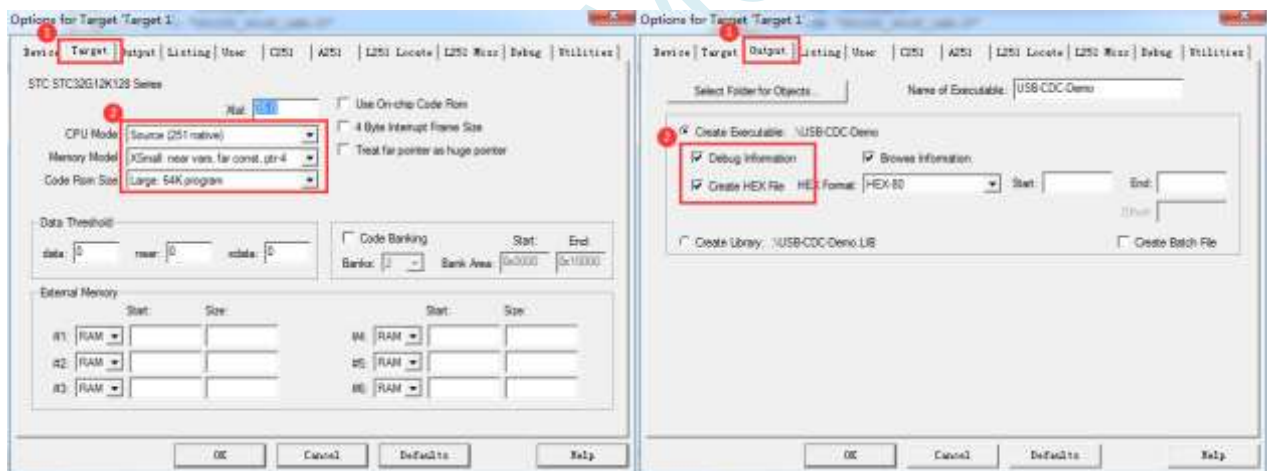 Options for Target 'Target 1'
Device | Target | Output | Listing | User | C251 | A251 | L251 Locate | L251 Misc | Debug | Utilities
STC STC32G12K128 Series
Xtal:
Use On-chip Code Rom
CPU Mode: Source (251 native)
4 Byte Interrupt Frame Size
Memory Model: XSmall: near vars, far const, ptr-4
Treat far pointer as huge pointer
Code Rom Size: Large: 64K program
Data Threshold
data: 0 near: 0 xdata: 0
Code Banking Start: End:
Banks: 2 Bank Area: 0x0000 0x10000
External Memory
Start: Size: Start: Size:
#1: RAM #4: RAM
#2: RAM #5: RAM
#3: RAM #6: RAM
OK Cancel Defaults Help
Options for Target 'Target 1'
Device | Target | Output | Listing | User | C251 | A251 | L251 Locate | L251 Misc | Debug | Utilities
Select Folder for Objects... Name of Executable: USB-CDC-Demo
Create Executable: .\USB-CDC-Demo
2
Debug Information Browse Information
Create HEX File HEX Format: HEX-80 Start: End:
Offset:
Create Library: .\USB-CDC-Demo.LIB Create Batch File
OK Cancel Defaults Help